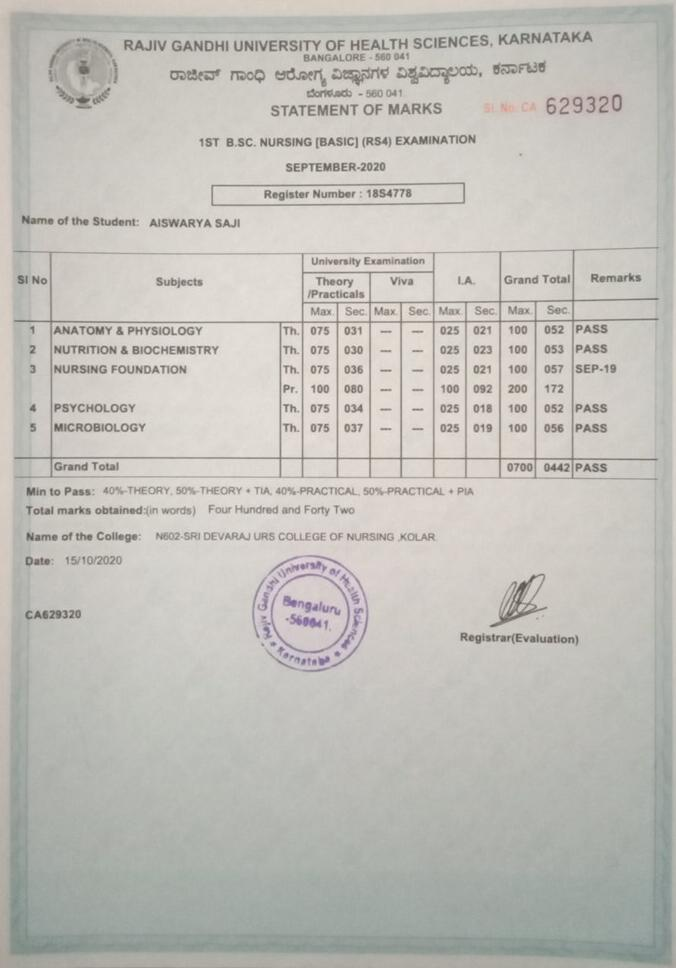 RAJIV GANDHI UNIVERSITY OF HEALTH SCIENCES, KARNATAKA
BANGALORE - 560 041
ರಾಜೀವ್ ಗಾಂಧಿ ಆರೋಗ್ಯ ವಿಜ್ಞಾನಗಳ ವಿಶ್ವವಿದ್ಯಾಲಯ, ಕರ್ನಾಟಕ
ಬೆಂಗಳೂರು - 560 041
STATEMENT OF MARKS
Sl. No. CA 629320
1ST B.SC. NURSING [BASIC] (RS4) EXAMINATION
SEPTEMBER-2020
Register Number : 18S4778
Name of the Student: AISWARYA SAJI
University Examination
Sl No Subjects Theory /Practicals Viva I.A. Grand Total Remarks
Max. Sec. Max. Sec. Max. Sec. Max. Sec.
1 ANATOMY & PHYSIOLOGY Th. 075 031 --- --- 025 021 100 052 PASS
2 NUTRITION & BIOCHEMISTRY Th. 075 030 --- --- 025 023 100 053 PASS
3 NURSING FOUNDATION Th. 075 036 --- --- 025 021 100 057 SEP-19
Pr. 100 080 --- --- 100 092 200 172
4 PSYCHOLOGY Th. 075 034 --- --- 025 018 100 052 PASS
5 MICROBIOLOGY Th. 075 037 --- --- 025 019 100 056 PASS
Grand Total 0700 0442 PASS
Min to Pass: 40%-THEORY, 50%-THEORY + TIA, 40%-PRACTICAL, 50%-PRACTICAL + PIA
Total marks obtained:(in words) Four Hundred and Forty Two
Name of the College: N602-SRI DEVARAJ URS COLLEGE OF NURSING ,KOLAR.
Date: 15/10/2020
Rajiv Gandhi University of Health Sciences
Bengaluru
-560041.
Karnataka
CA629320
Registrar(Evaluation)